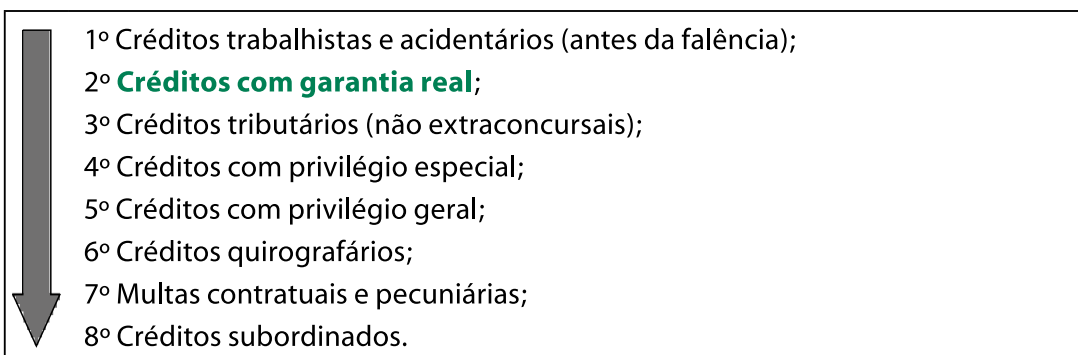 1º Créditos trabalhistas e acidentários (antes da falência);
2º Créditos com garantia real;
3º Créditos tributários (não extraconcursais);
4º Créditos com privilégio especial;
5º Créditos com privilégio geral;
6º Créditos quirografários;
7º Multas contratuais e pecuniárias;
8º Créditos subordinados.